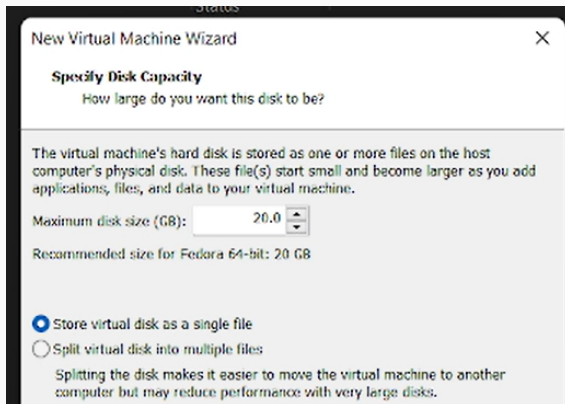 Status
New Virtual Machine Wizard
Specify Disk Capacity
How large do you want this disk to be?
The virtual machine's hard disk is stored as one or more files on the host
computer's physical disk. These file(s) start small and become larger as you add
applications, files, and data to your virtual machine.
Maximum disk size (GB): 20.0
Recommended size for Fedora 64-bit: 20 GB
Store virtual disk as a single file
Split virtual disk into multiple files
Splitting the disk makes it easier to move the virtual machine to another
computer but may reduce performance with very large disks.